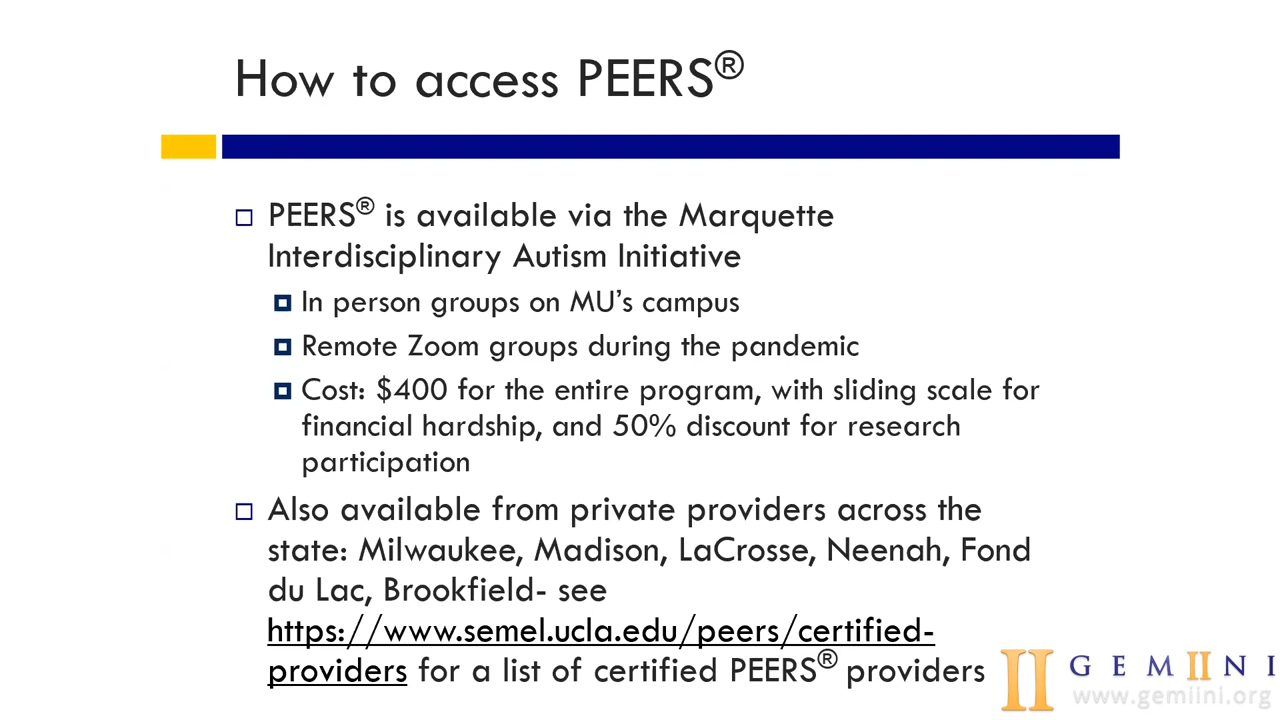 How to access PEERS®
PEERS® is available via the Marquette
Interdisciplinary Autism Initiative
In person groups on MU's campus
Remote Zoom groups during the pandemic
Cost: $400 for the entire program, with sliding scale for
financial hardship, and 50% discount for research
participation
Also available from private providers across the
state: Milwaukee, Madison, LaCrosse, Neenah, Fond
du Lac, Brookfield- see
https://www.semel.ucla.edu/peers/certified-
providers for a list of certified PEERS® providers
GEMIINI
www.gemiini.org